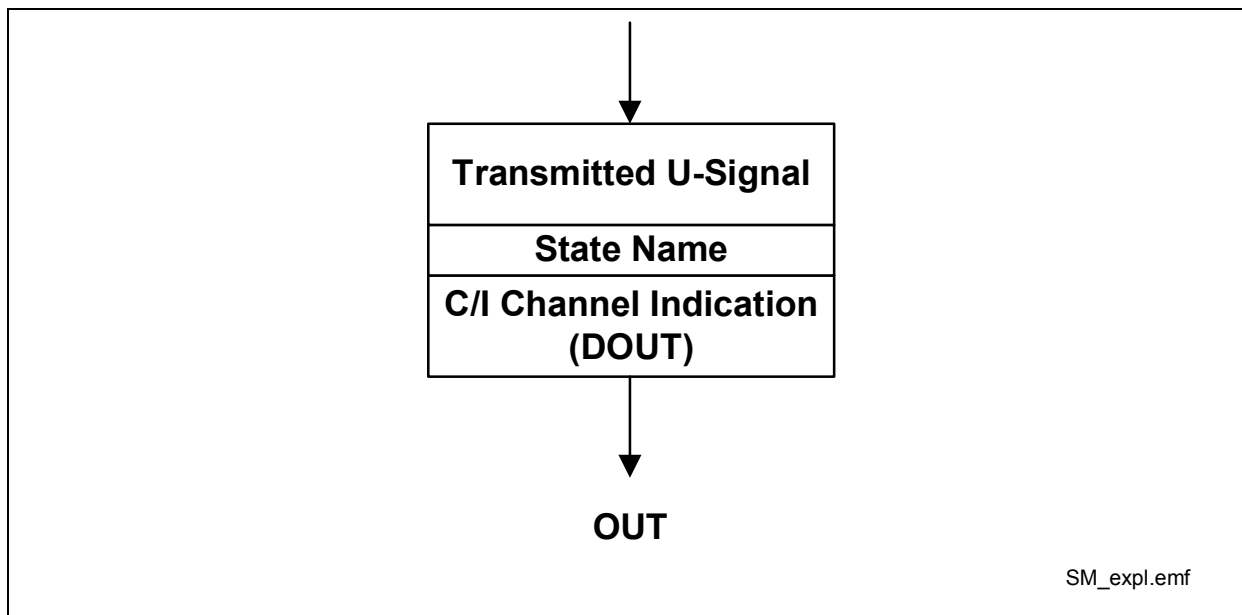 Transmitted U-Signal
State Name
C/I Channel Indication
(DOUT)
OUT
SM_expl.emf